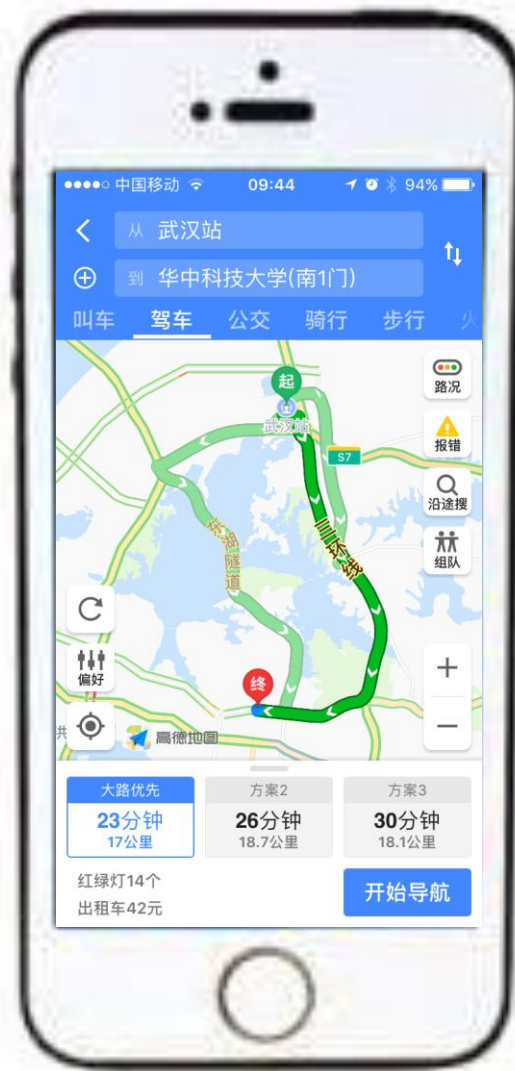 中国移动 09:44 94%
从 武汉站
到 华中科技大学(南1门)
叫车 驾车 公交 骑行 步行 火
起
武汉站
路况
S7
报错
沿途搜
三环线
东湖隧道
组队
偏好
终
高德地图
大路优先 方案2 方案3
23分钟 26分钟 30分钟
17公里 18.7公里 18.1公里
红绿灯14个
出租车42元
开始导航